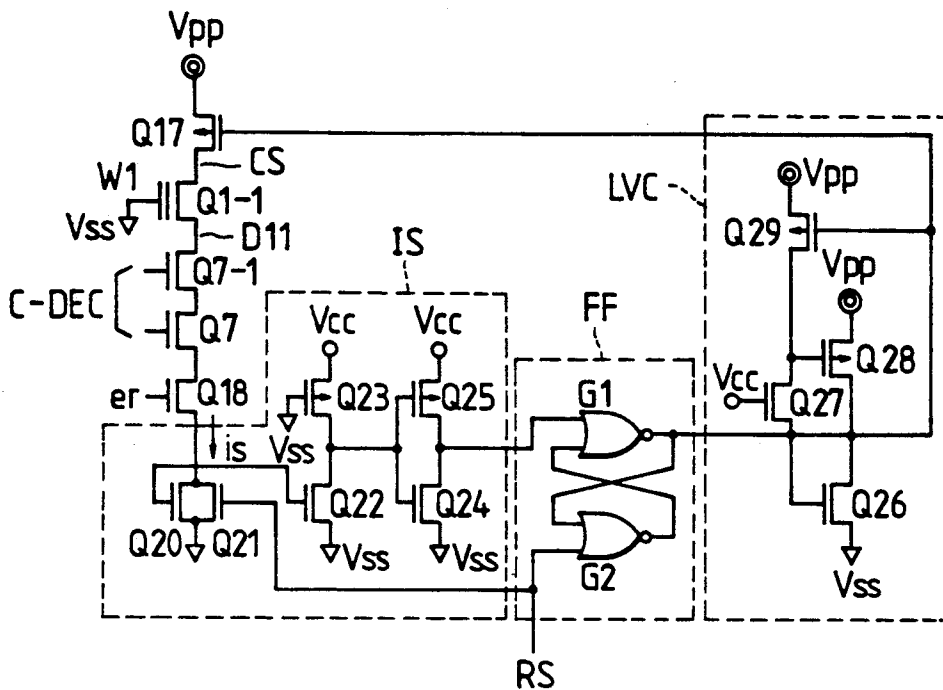 Vpp
Q17
CS
W1
Q1-1
Vss
D11
Q7-1
C-DEC
Q7
er
Q18
is
Q20
Q21
IS
Vcc
Vcc
Q23
Q25
Vss
Q22
Q24
Vss
Vss
FF
G1
G2
RS
LVC
Vpp
Q29
Vpp
Q28
Vcc
Q27
Q26
Vss